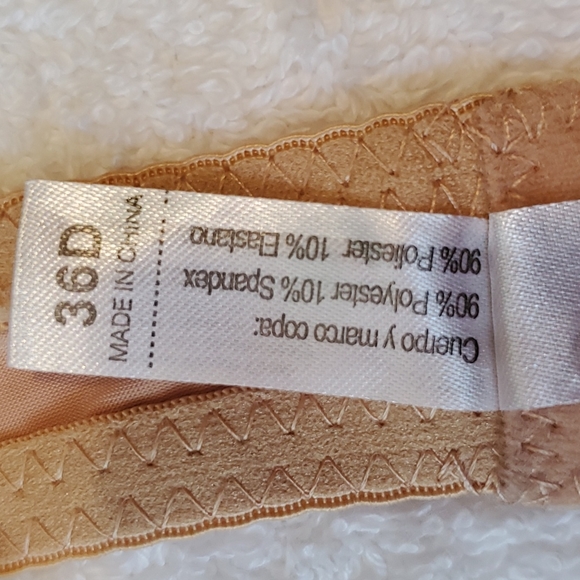 36D
MADE IN CHINA
Cuerpo y marco copa:
90% Polyester 10% Spandex
90% Poliester 10% Elastano